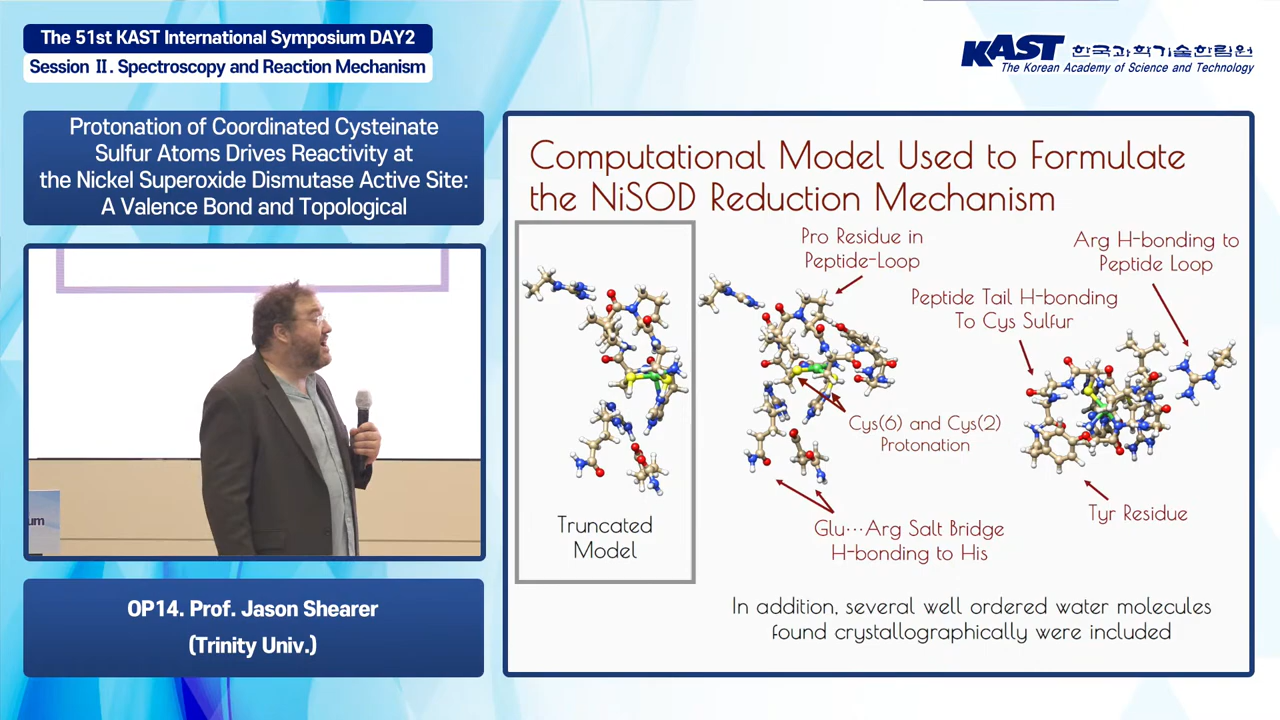 The 51st KAST International Symposium DAY2
Session Ⅱ. Spectroscopy and Reaction Mechanism
KAST 한국과학기술한림원
The Korean Academy of Science and Technology
Protonation of Coordinated Cysteinate
Sulfur Atoms Drives Reactivity at
the Nickel Superoxide Dismutase Active Site:
A Valence Bond and Topological
um
OP14. Prof. Jason Shearer
(Trinity Univ.)
Computational Model Used to Formulate
the NiSOD Reduction Mechanism
Truncated
Model
Pro Residue in
Peptide-Loop
Arg H-bonding to
Peptide Loop
Peptide Tail H-bonding
To Cys Sulfur
Cys(6) and Cys(2)
Protonation
Glu···Arg Salt Bridge
H-bonding to His
Tyr Residue
In addition, several well ordered water molecules
found crystallographically were included